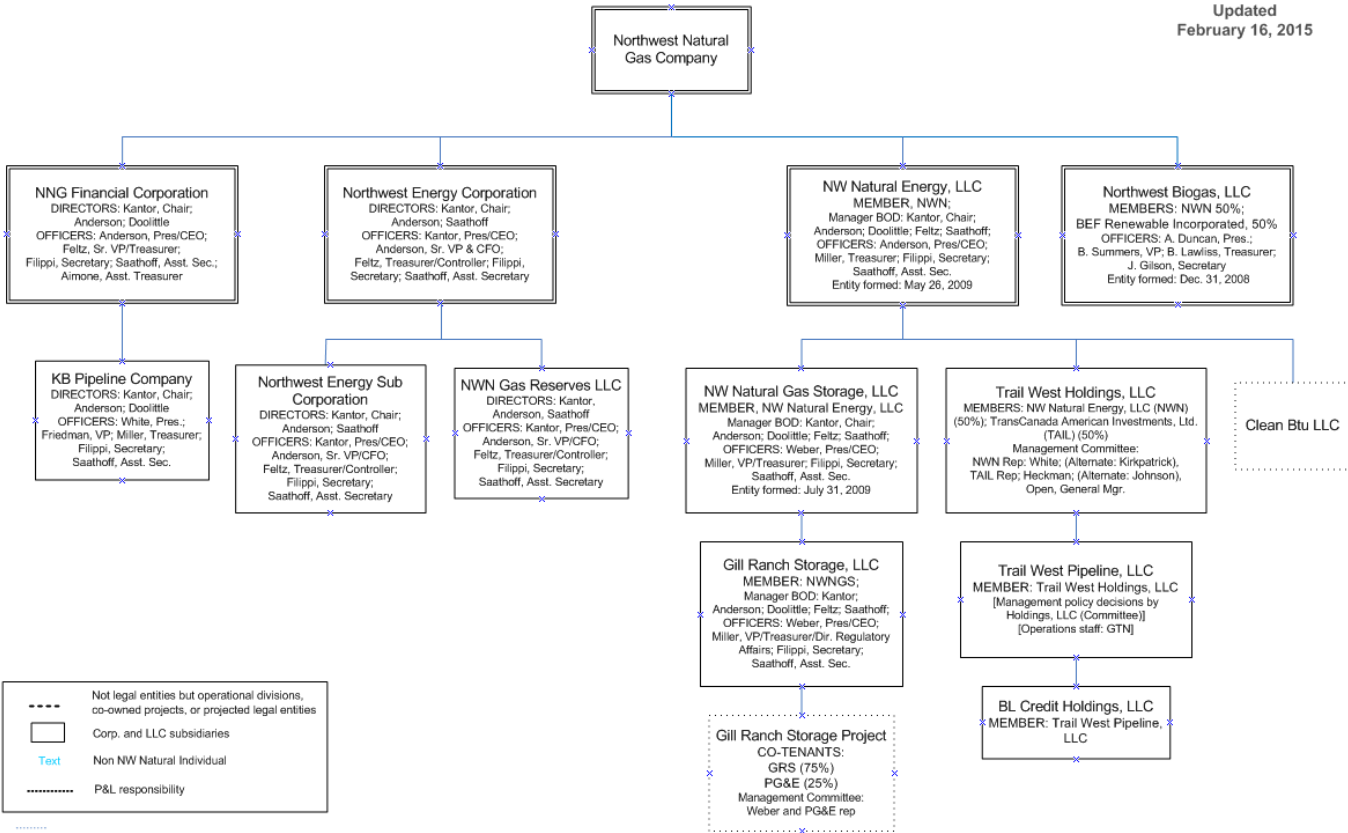 Updated
February 16, 2015
Northwest Natural
Gas Company
NNG Financial Corporation
DIRECTORS: Kantor, Chair;
Anderson; Doolittle
OFFICERS: Anderson, Pres/CEO;
Feltz, Sr. VP/Treasurer;
Filippi, Secretary; Saathoff, Asst. Sec.;
Aimone, Asst. Treasurer
Northwest Energy Corporation
DIRECTORS: Kantor, Chair;
Anderson; Saathoff
OFFICERS: Kantor, Pres/CEO;
Anderson, Sr. VP & CFO;
Feltz, Treasurer/Controller; Filippi,
Secretary; Saathoff, Asst. Secretary
NW Natural Energy, LLC
MEMBER, NWN;
Manager BOD: Kantor, Chair;
Anderson; Doolittle; Feltz; Saathoff;
OFFICERS: Anderson, Pres/CEO;
Miller, Treasurer; Filippi, Secretary;
Saathoff, Asst. Sec.
Entity formed: May 26, 2009
Northwest Biogas, LLC
MEMBERS: NWN 50%;
BEF Renewable Incorporated, 50%
OFFICERS: A. Duncan, Pres.;
B. Summers, VP; B. Lawliss, Treasurer;
J. Gilson, Secretary
Entity formed: Dec. 31, 2008
KB Pipeline Company
DIRECTORS: Kantor, Chair;
Anderson; Doolittle
OFFICERS: White, Pres.;
Friedman, VP; Miller, Treasurer;
Filippi, Secretary;
Saathoff, Asst. Sec.
Northwest Energy Sub
Corporation
DIRECTORS: Kantor, Chair;
Anderson; Saathoff
OFFICERS: Kantor, Pres/CEO;
Anderson, Sr. VP/CFO;
Feltz, Treasurer/Controller;
Filippi, Secretary;
Saathoff, Asst. Secretary
NWN Gas Reserves LLC
DIRECTORS: Kantor,
Anderson, Saathoff
OFFICERS: Kantor, Pres/CEO;
Anderson, Sr. VP/CFO;
Feltz, Treasurer/Controller;
Filippi, Secretary;
Saathoff, Asst. Secretary
NW Natural Gas Storage, LLC
MEMBER, NW Natural Energy, LLC
Manager BOD: Kantor, Chair;
Anderson; Doolittle; Feltz; Saathoff;
OFFICERS: Weber, Pres/CEO;
Miller, VP/Treasurer; Filippi, Secretary;
Saathoff, Asst. Sec.
Entity formed: July 31, 2009
Trail West Holdings, LLC
MEMBERS: NW Natural Energy, LLC (NWN)
(50%); TransCanada American Investments, Ltd.
(TAIL) (50%)
Management Committee:
NWN Rep: White; (Alternate: Kirkpatrick),
TAIL Rep; Heckman; (Alternate: Johnson),
Open, General Mgr.
Clean Btu LLC
Gill Ranch Storage, LLC
MEMBER: NWNGS;
Manager BOD: Kantor;
Anderson; Doolittle; Feltz; Saathoff;
OFFICERS: Weber, Pres/CEO;
Miller, VP/Treasurer/Dir. Regulatory
Affairs; Filippi, Secretary;
Saathoff, Asst. Sec.
Trail West Pipeline, LLC
MEMBER: Trail West Holdings, LLC
[Management policy decisions by
Holdings, LLC (Committee)]
[Operations staff: GTN]
Gill Ranch Storage Project
CO-TENANTS:
GRS (75%)
PG&E (25%)
Management Committee:
Weber and PG&E rep
BL Credit Holdings, LLC
MEMBER: Trail West Pipeline,
LLC
Not legal entities but operational divisions,
co-owned projects, or projected legal entities
Corp. and LLC subsidiaries
Text Non NW Natural Individual
P&L responsibility